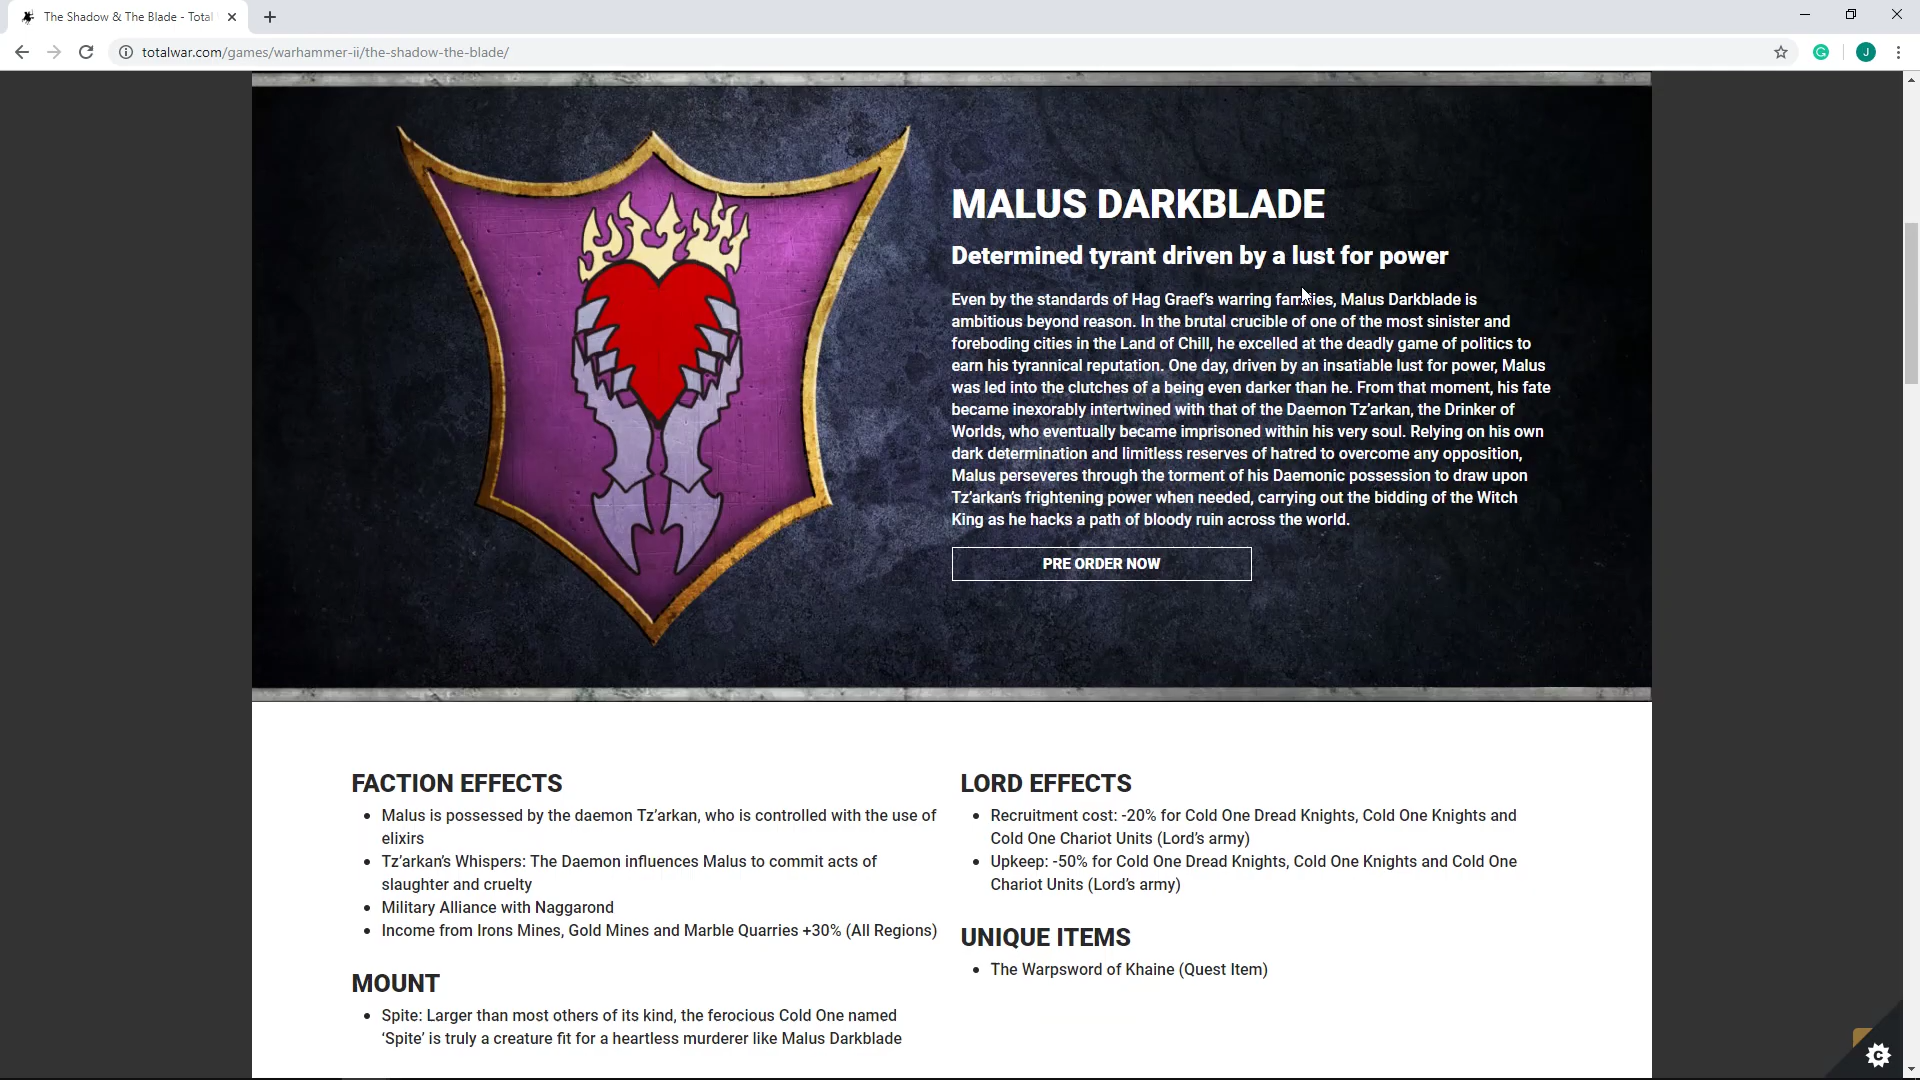 The Shadow & The Blade - Total
totalwar.com/games/warhammer-ii/the-shadow-the-blade/
G
J
MALUS DARKBLADE
Determined tyrant driven by a lust for power
Even by the standards of Hag Graef's warring families, Malus Darkblade is
ambitious beyond reason. In the brutal crucible of one of the most sinister and
foreboding cities in the Land of Chill, he excelled at the deadly game of politics to
earn his tyrannical reputation. One day, driven by an insatiable lust for power, Malus
was led into the clutches of a being even darker than he. From that moment, his fate
became inexorably intertwined with that of the Daemon Tz'arkan, the Drinker of
Worlds, who eventually became imprisoned within his very soul. Relying on his own
dark determination and limitless reserves of hatred to overcome any opposition,
Malus perseveres through the torment of his Daemonic possession to draw upon
Tz'arkan's frightening power when needed, carrying out the bidding of the Witch
King as he hacks a path of bloody ruin across the world.
PRE ORDER NOW
FACTION EFFECTS
• Malus is possessed by the daemon Tz'arkan, who is controlled with the use of
elixirs
• Tz'arkan's Whispers: The Daemon influences Malus to commit acts of
slaughter and cruelty
• Military Alliance with Naggarond
• Income from Irons Mines, Gold Mines and Marble Quarries +30% (All Regions)
MOUNT
• Spite: Larger than most others of its kind, the ferocious Cold One named
'Spite' is truly a creature fit for a heartless murderer like Malus Darkblade
LORD EFFECTS
• Recruitment cost: -20% for Cold One Dread Knights, Cold One Knights and
Cold One Chariot Units (Lord's army)
• Upkeep: -50% for Cold One Dread Knights, Cold One Knights and Cold One
Chariot Units (Lord's army)
UNIQUE ITEMS
• The Warpsword of Khaine (Quest Item)
C